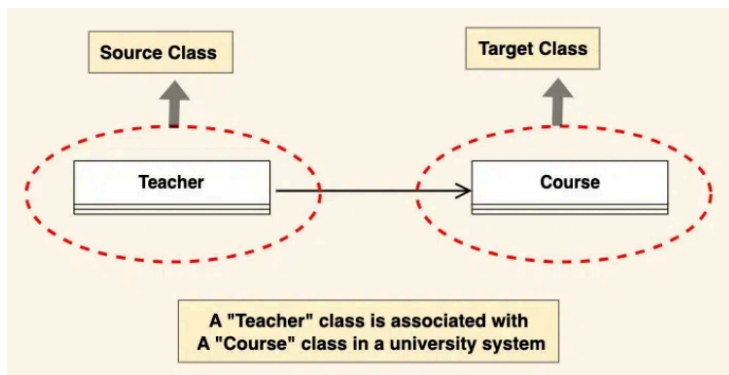 Source Class
Target Class
Teacher
Course
A "Teacher" class is associated with
A "Course" class in a university system